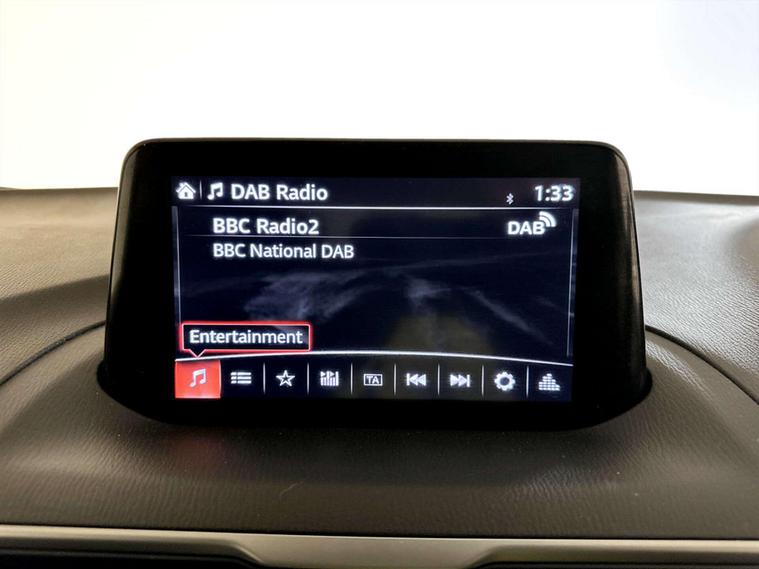 DAB Radio
1:33
BBC Radio2
DAB
BBC National DAB
Entertainment
TA